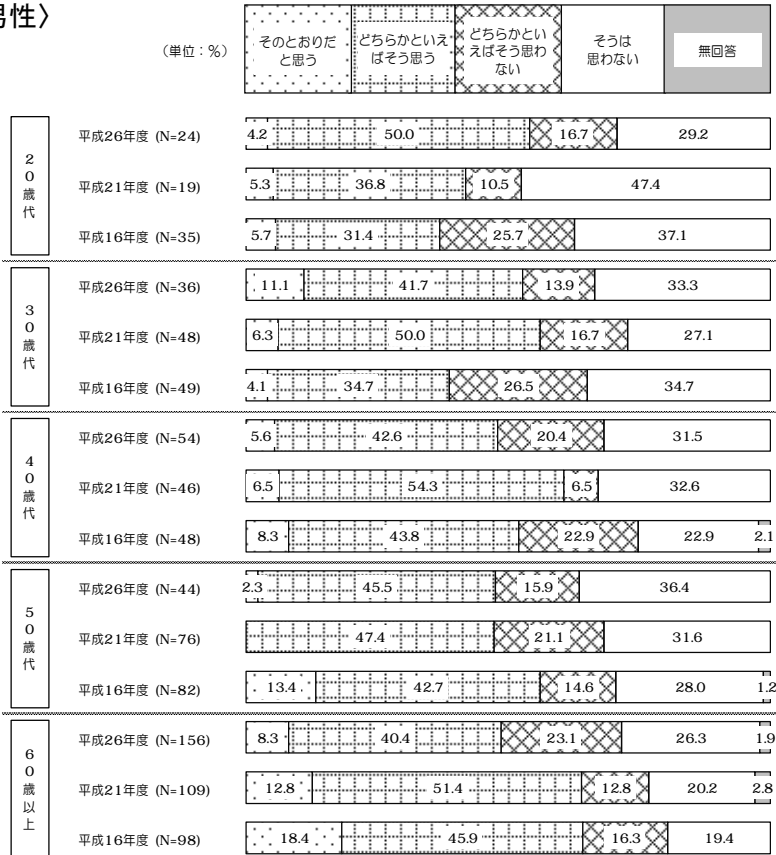 男性〉
（単位：％）
そのとおりだ
と思う
どちらかといえ
ばそう思う
どちらかとい
えばそう思わ
ない
そうは
思わない
無回答
20歳代
平成26年度 (N=24)
4.2 50.0 16.7 29.2
平成21年度 (N=19)
5.3 36.8 10.5 47.4
平成16年度 (N=35)
5.7 31.4 25.7 37.1
30歳代
平成26年度 (N=36)
11.1 41.7 13.9 33.3
平成21年度 (N=48)
6.3 50.0 16.7 27.1
平成16年度 (N=49)
4.1 34.7 26.5 34.7
40歳代
平成26年度 (N=54)
5.6 42.6 20.4 31.5
平成21年度 (N=46)
6.5 54.3 6.5 32.6
平成16年度 (N=48)
8.3 43.8 22.9 22.9 2.1
50歳代
平成26年度 (N=44)
2.3 45.5 15.9 36.4
平成21年度 (N=76)
47.4 21.1 31.6
平成16年度 (N=82)
13.4 42.7 14.6 28.0 1.2
60歳以上
平成26年度 (N=156)
8.3 40.4 23.1 26.3 1.9
平成21年度 (N=109)
12.8 51.4 12.8 20.2 2.8
平成16年度 (N=98)
18.4 45.9 16.3 19.4